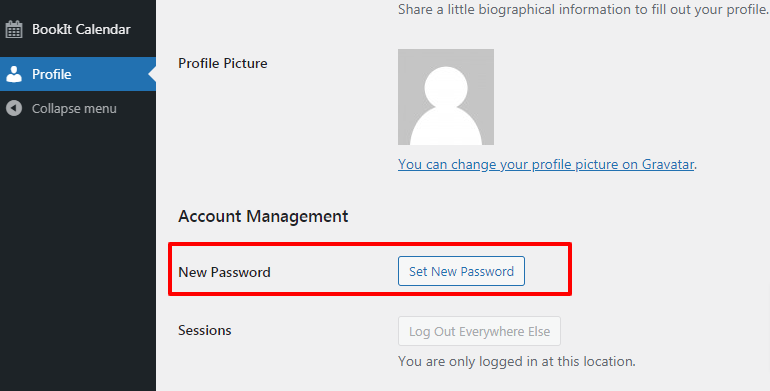 Share a little biographical information to fill out your profile.
BookIt Calendar
Profile
Collapse menu
Profile Picture
You can change your profile picture on Gravatar.
Account Management
New Password
Set New Password
Sessions
Log Out Everywhere Else
You are only logged in at this location.